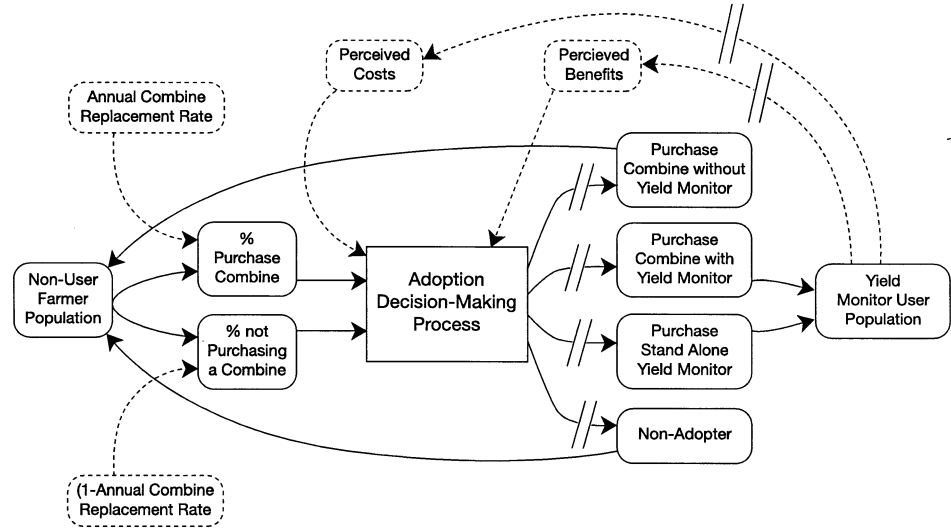 Perceived
Costs
Percieved
Benefits
Annual Combine
Replacement Rate
Purchase
Combine without
Yield Monitor
%
Purchase
Combine
Purchase
Combine with
Yield Monitor
Non-User
Farmer
Population
Adoption
Decision-Making
Process
Yield
Monitor User
Population
% not
Purchasing
a Combine
Purchase
Stand Alone
Yield Monitor
Non-Adopter
(1-Annual Combine
Replacement Rate